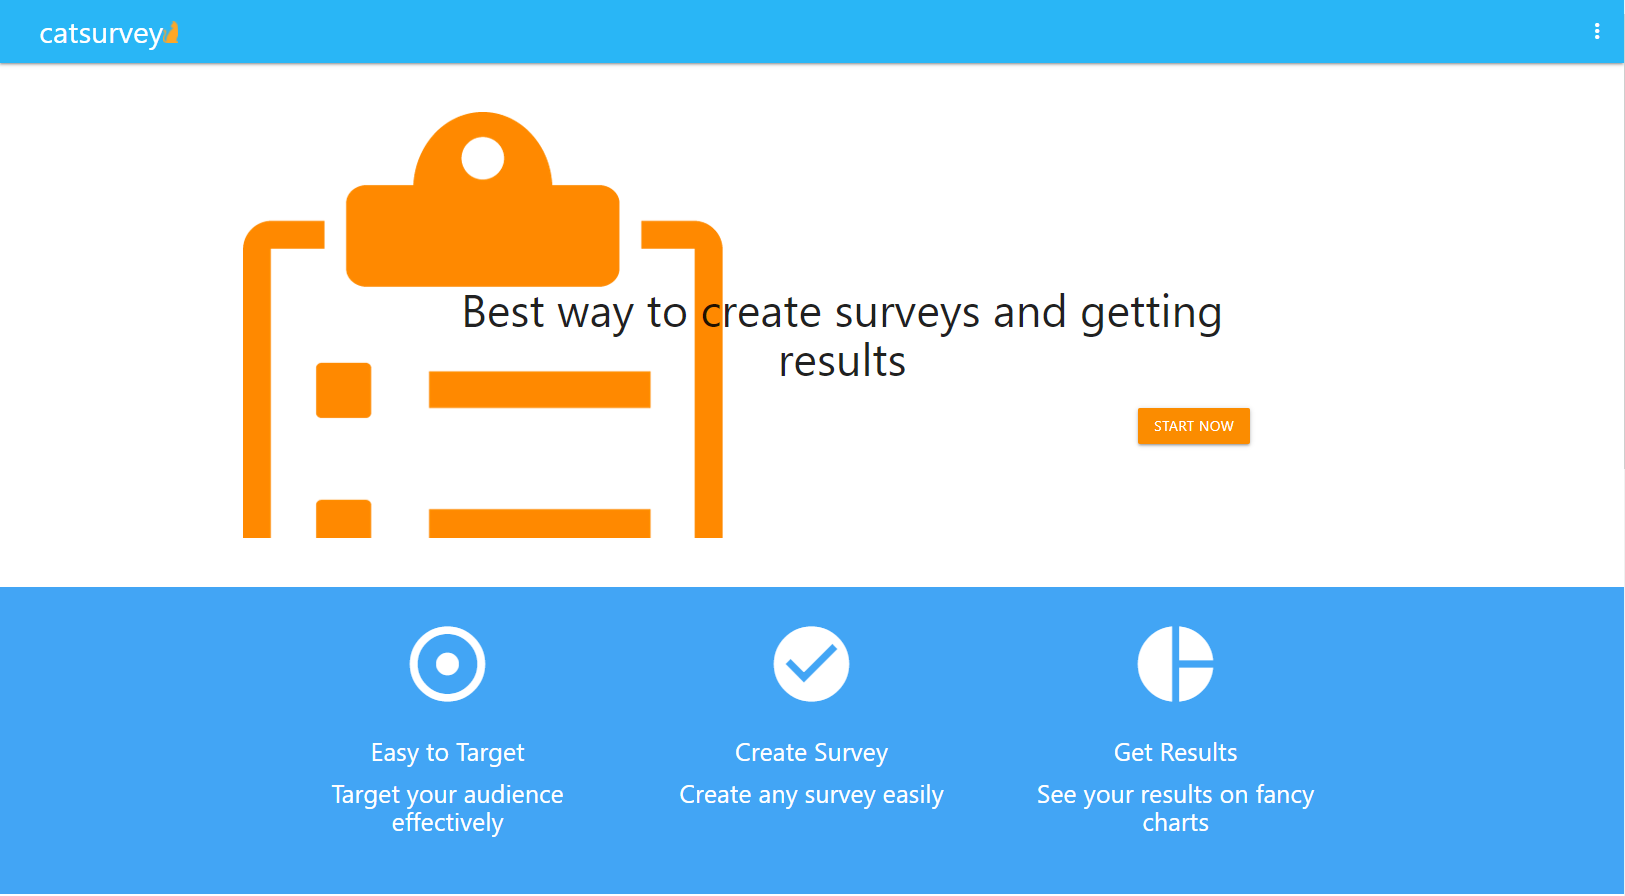 catsurvey
Best way to create surveys and getting
results
START NOW
Easy to Target
Target your audience
effectively
Create Survey
Create any survey easily
Get Results
See your results on fancy
charts